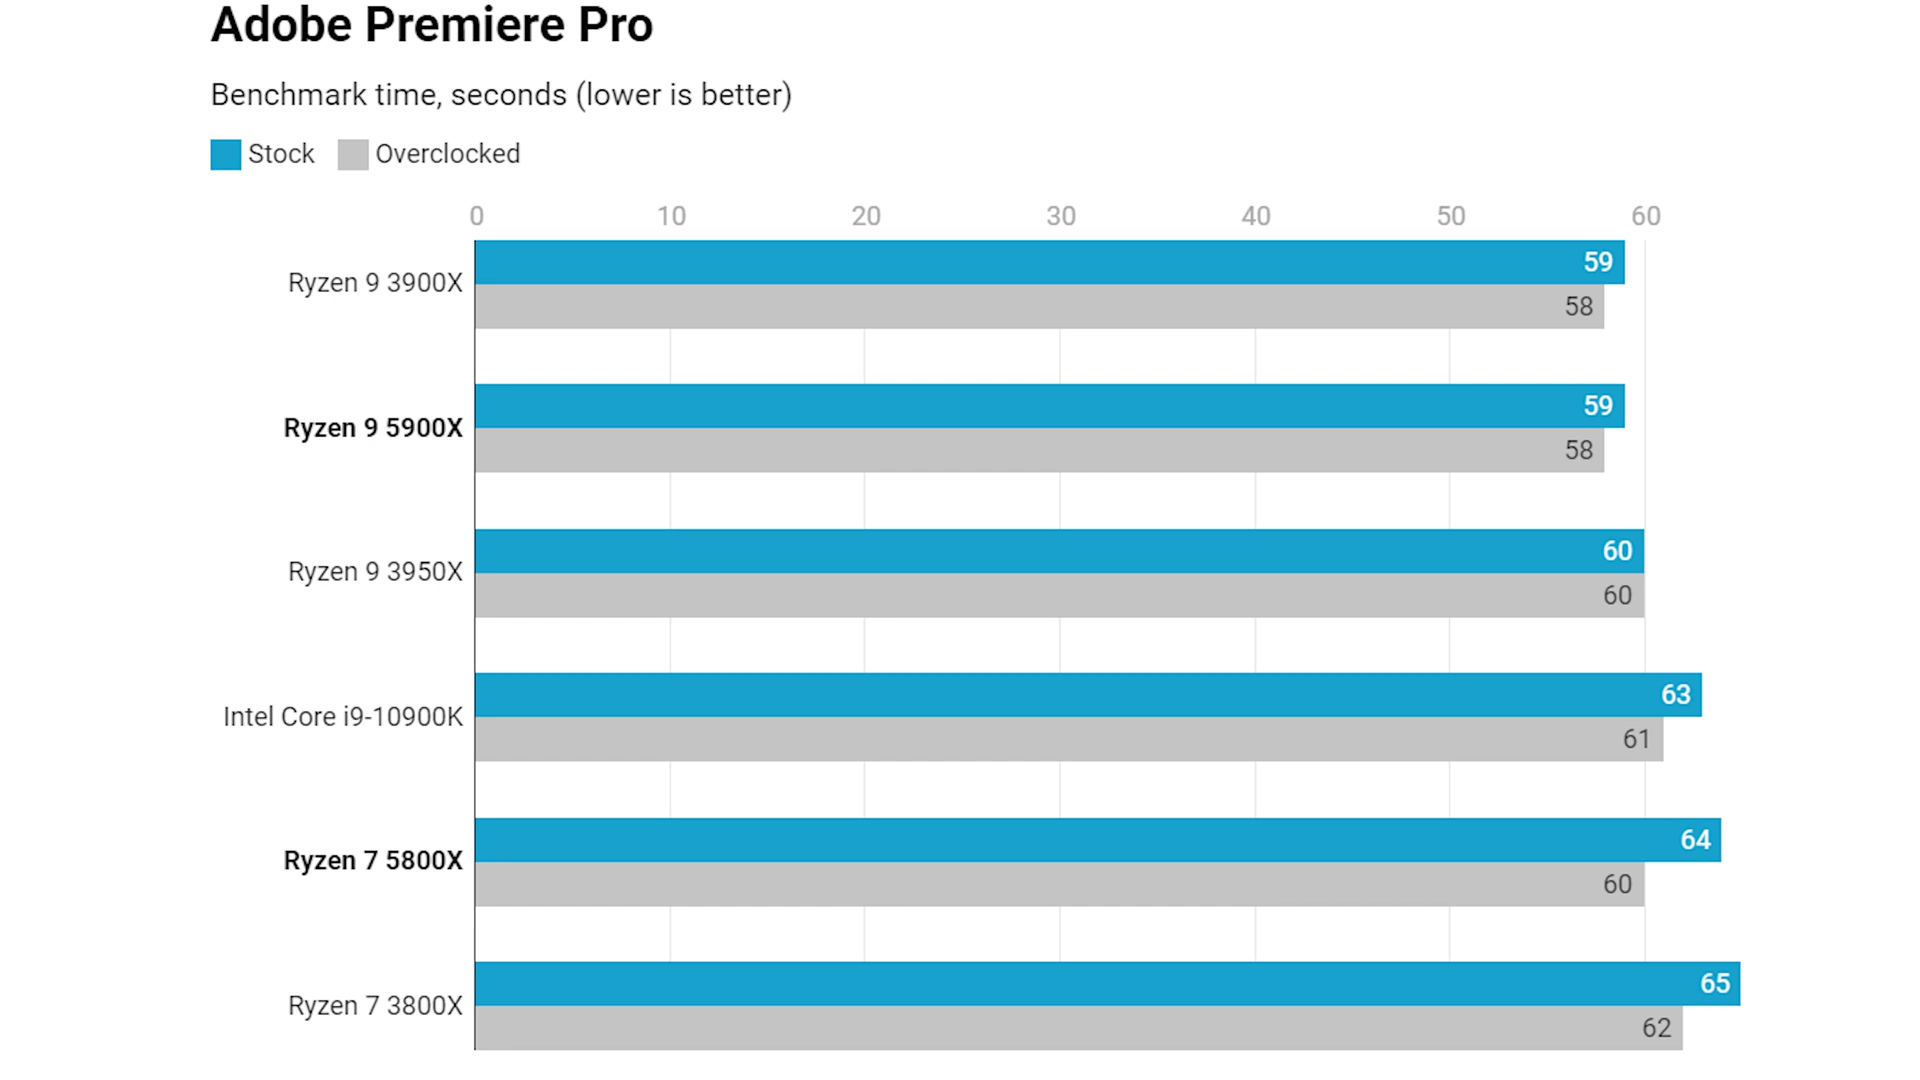 Adobe Premiere Pro
Benchmark time, seconds (lower is better)
Stock Overclocked
0 10 20 30 40 50 60
Ryzen 9 3900X
59
58
Ryzen 9 5900X
59
58
Ryzen 9 3950X
60
60
Intel Core i9-10900K
63
61
Ryzen 7 5800X
64
60
Ryzen 7 3800X
65
62